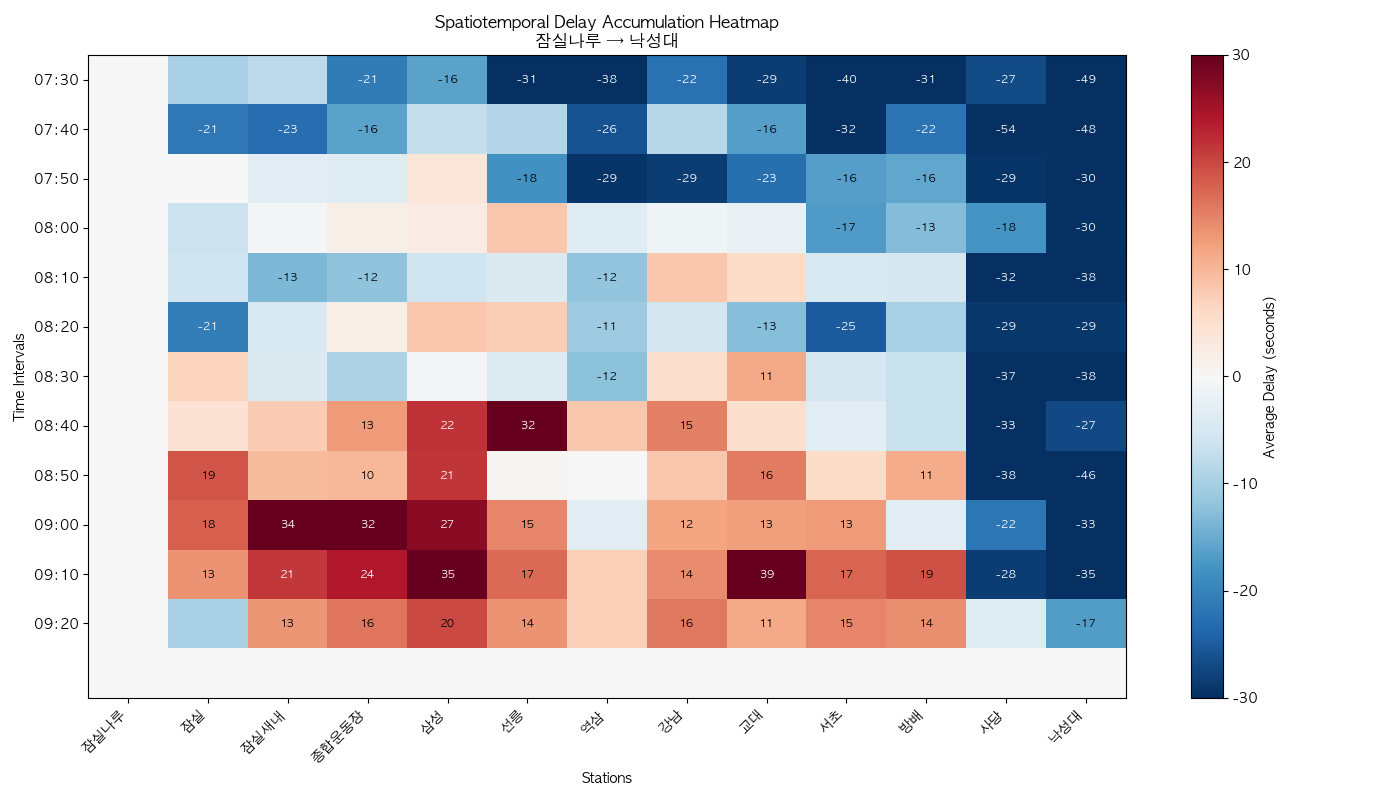 Spatiotemporal Delay Accumulation Heatmap
잠실나루 → 낙성대
Time Intervals
07:30 -21 -16 -31 -38 -22 -29 -40 -31 -27 -49
07:40 -21 -23 -16 -26 -16 -32 -22 -54 -48
07:50 -18 -29 -29 -23 -16 -16 -29 -30
08:00 -17 -13 -18 -30
08:10 -13 -12 -12 -32 -38
08:20 -21 -11 -13 -25 -29 -29
08:30 -12 11 -37 -38
08:40 13 22 32 15 -33 -27
08:50 19 10 21 16 11 -38 -46
09:00 18 34 32 27 15 12 13 13 -22 -33
09:10 13 21 24 35 17 14 39 17 19 -28 -35
09:20 13 16 20 14 16 11 15 14 -17
잠실나루 잠실 잠실새내 종합운동장 삼성 선릉 역삼 강남 교대 서초 방배 사당 낙성대
Stations
30
20
10
0
-10
-20
-30
Average Delay (seconds)